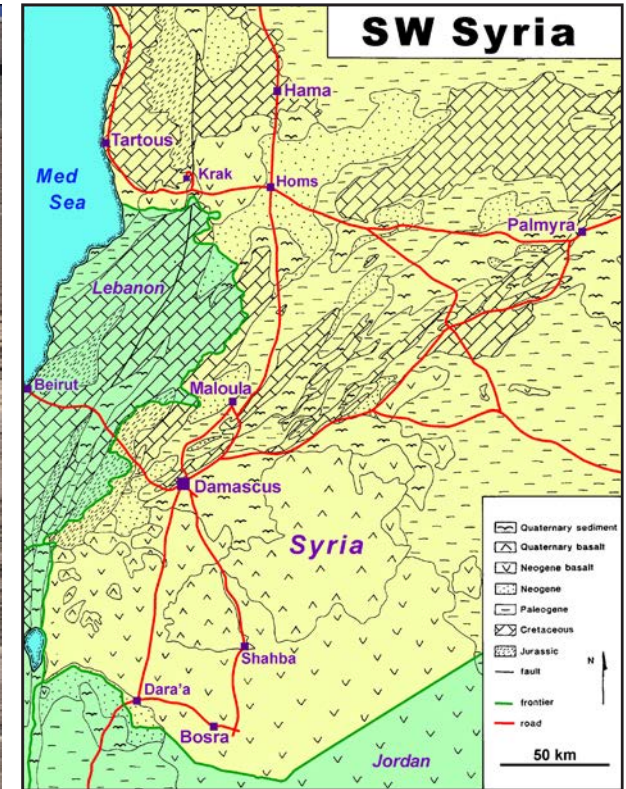 SW Syria
Hama
Tartous
Krak
Med
Sea
Homs
Palmyra
Lebanon
Beirut
Maloula
Damascus
Syria
Quaternary sediment
Quaternary basalt
Neogene basalt
Neogene
Paleogene
Cretaceous
Jurassic
fault
N
frontier
road
50 km
Shahba
Dara'a
Bosra
Jordan